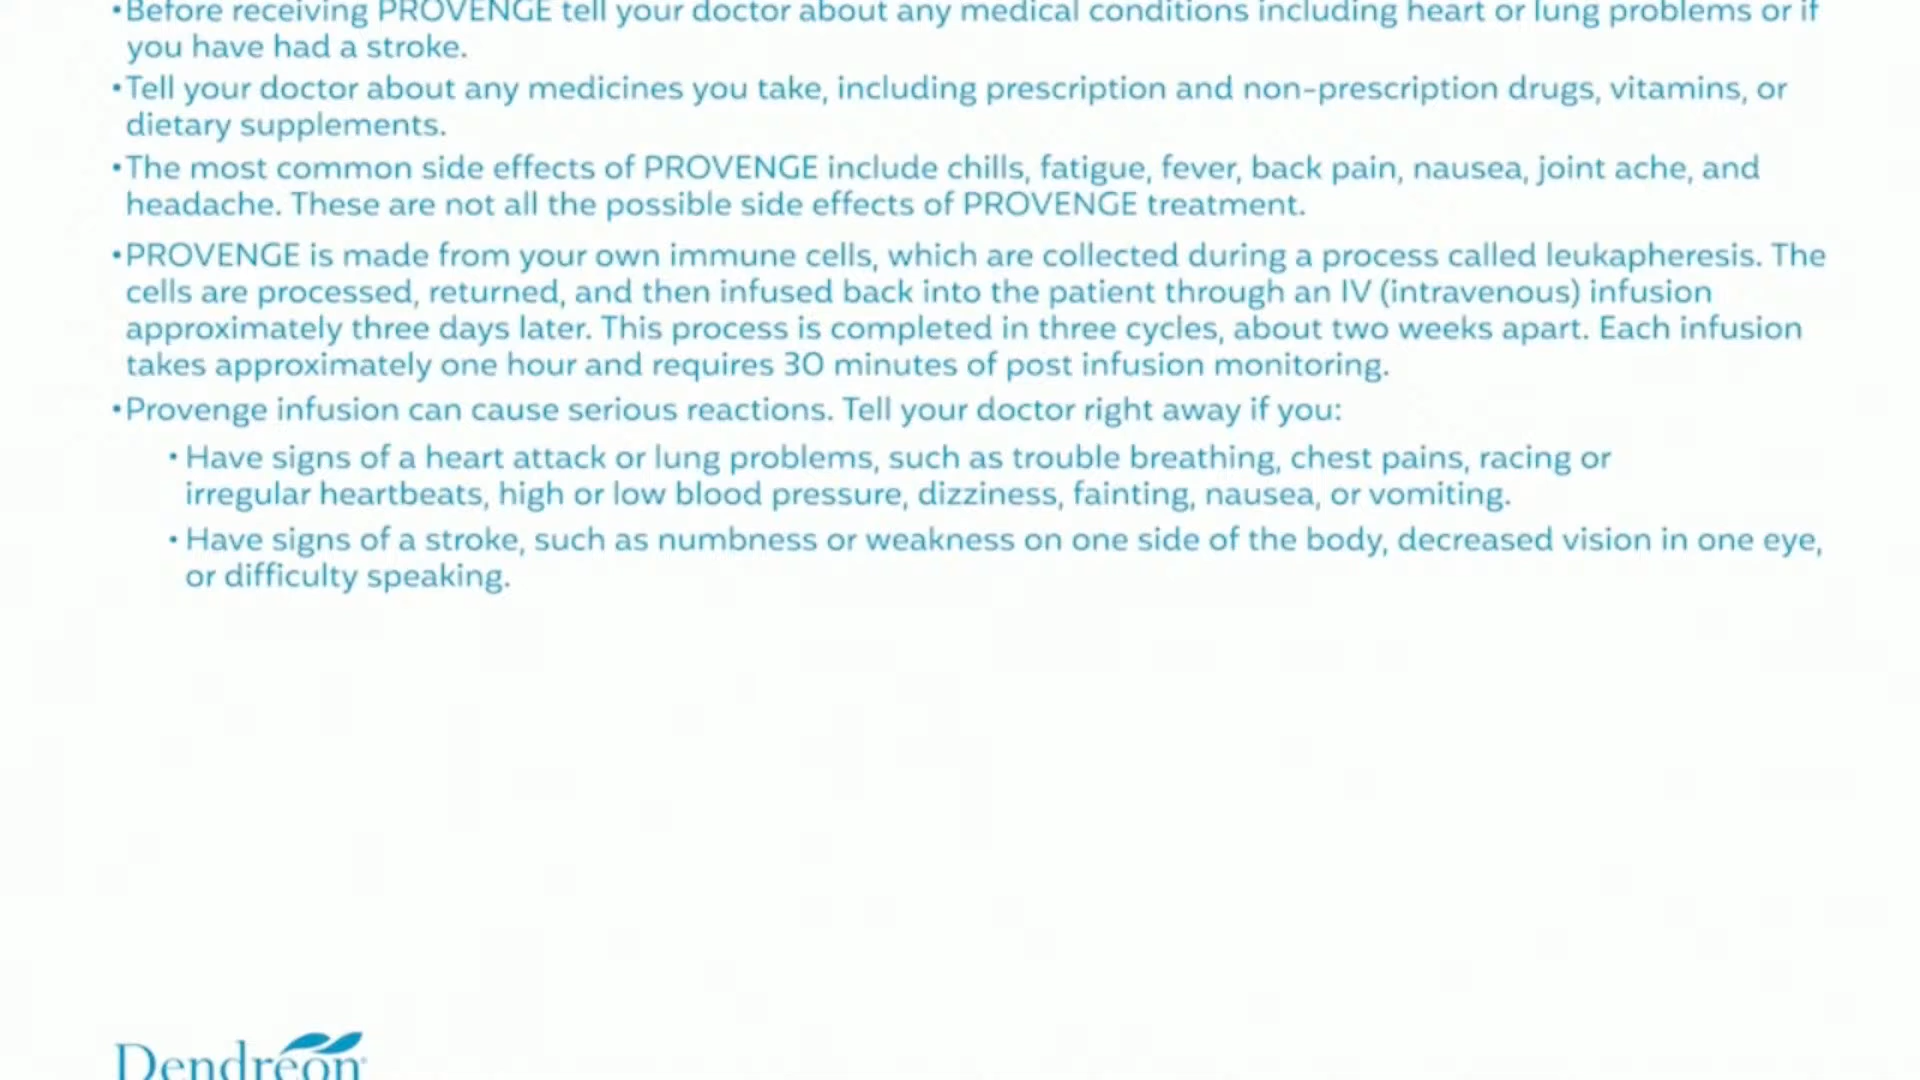 •Before receiving PROVENGE tell your doctor about any medical conditions including heart or lung problems or if
you have had a stroke.
•Tell your doctor about any medicines you take, including prescription and non-prescription drugs, vitamins, or
dietary supplements.
•The most common side effects of PROVENGE include chills, fatigue, fever, back pain, nausea, joint ache, and
headache. These are not all the possible side effects of PROVENGE treatment.
•PROVENGE is made from your own immune cells, which are collected during a process called leukapheresis. The
cells are processed, returned, and then infused back into the patient through an IV (intravenous) infusion
approximately three days later. This process is completed in three cycles, about two weeks apart. Each infusion
takes approximately one hour and requires 30 minutes of post infusion monitoring.
•Provenge infusion can cause serious reactions. Tell your doctor right away if you:
• Have signs of a heart attack or lung problems, such as trouble breathing, chest pains, racing or
irregular heartbeats, high or low blood pressure, dizziness, fainting, nausea, or vomiting.
• Have signs of a stroke, such as numbness or weakness on one side of the body, decreased vision in one eye,
or difficulty speaking.
Dendreon